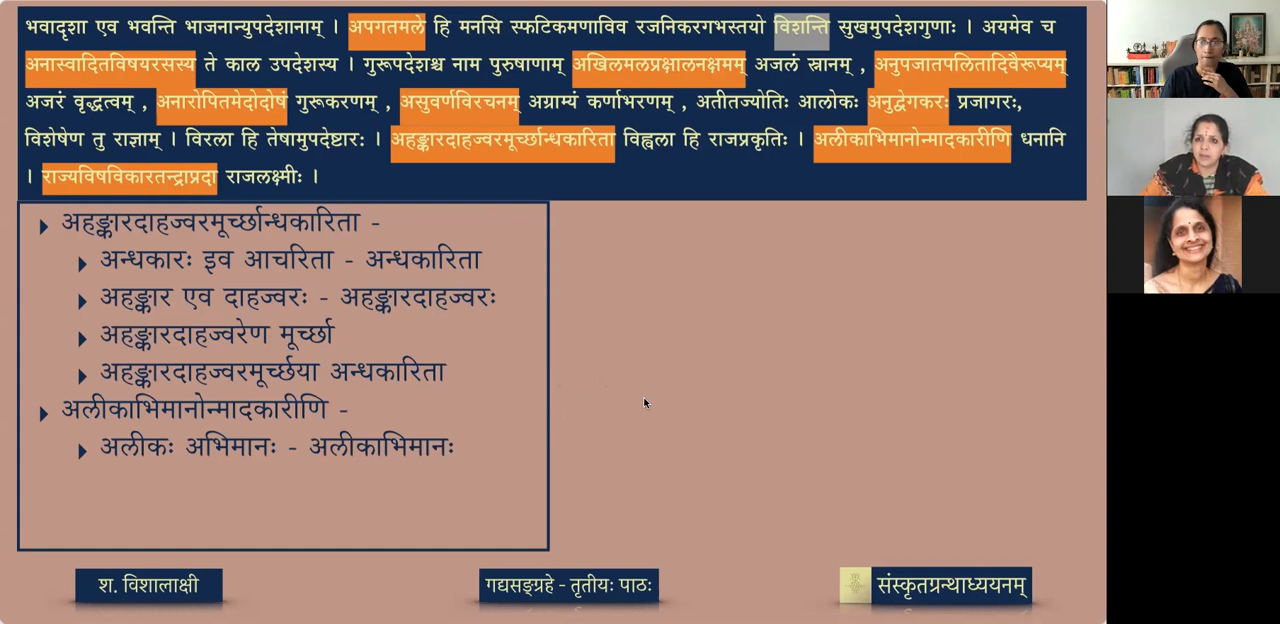 भवादृशा एव भवन्ति भाजनान्युपदेशानाम् । अपगतमले हि मनसि स्फटिकमणाविव रजनिकरगभस्तयो विशन्ति सुखमुपदेशगुणाः । अयमेव च
अनास्वादितविषयरसस्य ते काल उपदेशस्य । गुरूपदेशश्च नाम पुरुषाणाम् अखिलमलप्रक्षालनक्षमम् अजलं स्नानम् , अनुपजातपलितादिवैरूप्यम्
अजरं वृद्धत्वम् , अनारोपितमेदोदोषं गुरूकरणम् , असुवर्णविरचनम् अग्राम्यं कर्णाभरणम् , अतीतज्योतिः आलोकः अनुद्वेगकरः प्रजागरः,
विशेषेण तु राज्ञाम् । विरला हि तेषामुपदेष्टारः । अहङ्कारदाहज्वरमूर्च्छान्धकारिता विह्वला हि राजप्रकृतिः । अलीकाभिमानोन्मादकारीणि धनानि
। राज्यविषविकारतन्द्राप्रदा राजलक्ष्मीः ।
अहङ्कारदाहज्वरमूर्च्छान्धकारिता -
अन्धकारः इव आचरिता - अन्धकारिता
अहङ्कार एव दाहज्वरः - अहङ्कारदाहज्वरः
अहङ्कारदाहज्वरेण मूर्च्छा
अहङ्कारदाहज्वरमूर्च्छया अन्धकारिता
अलीकाभिमानोन्मादकारीणि -
अलीकः अभिमानः - अलीकाभिमानः
श. विशालाक्षी
गद्यसङ्ग्रहे - तृतीयः पाठः
संस्कृतग्रन्थाध्ययनम्